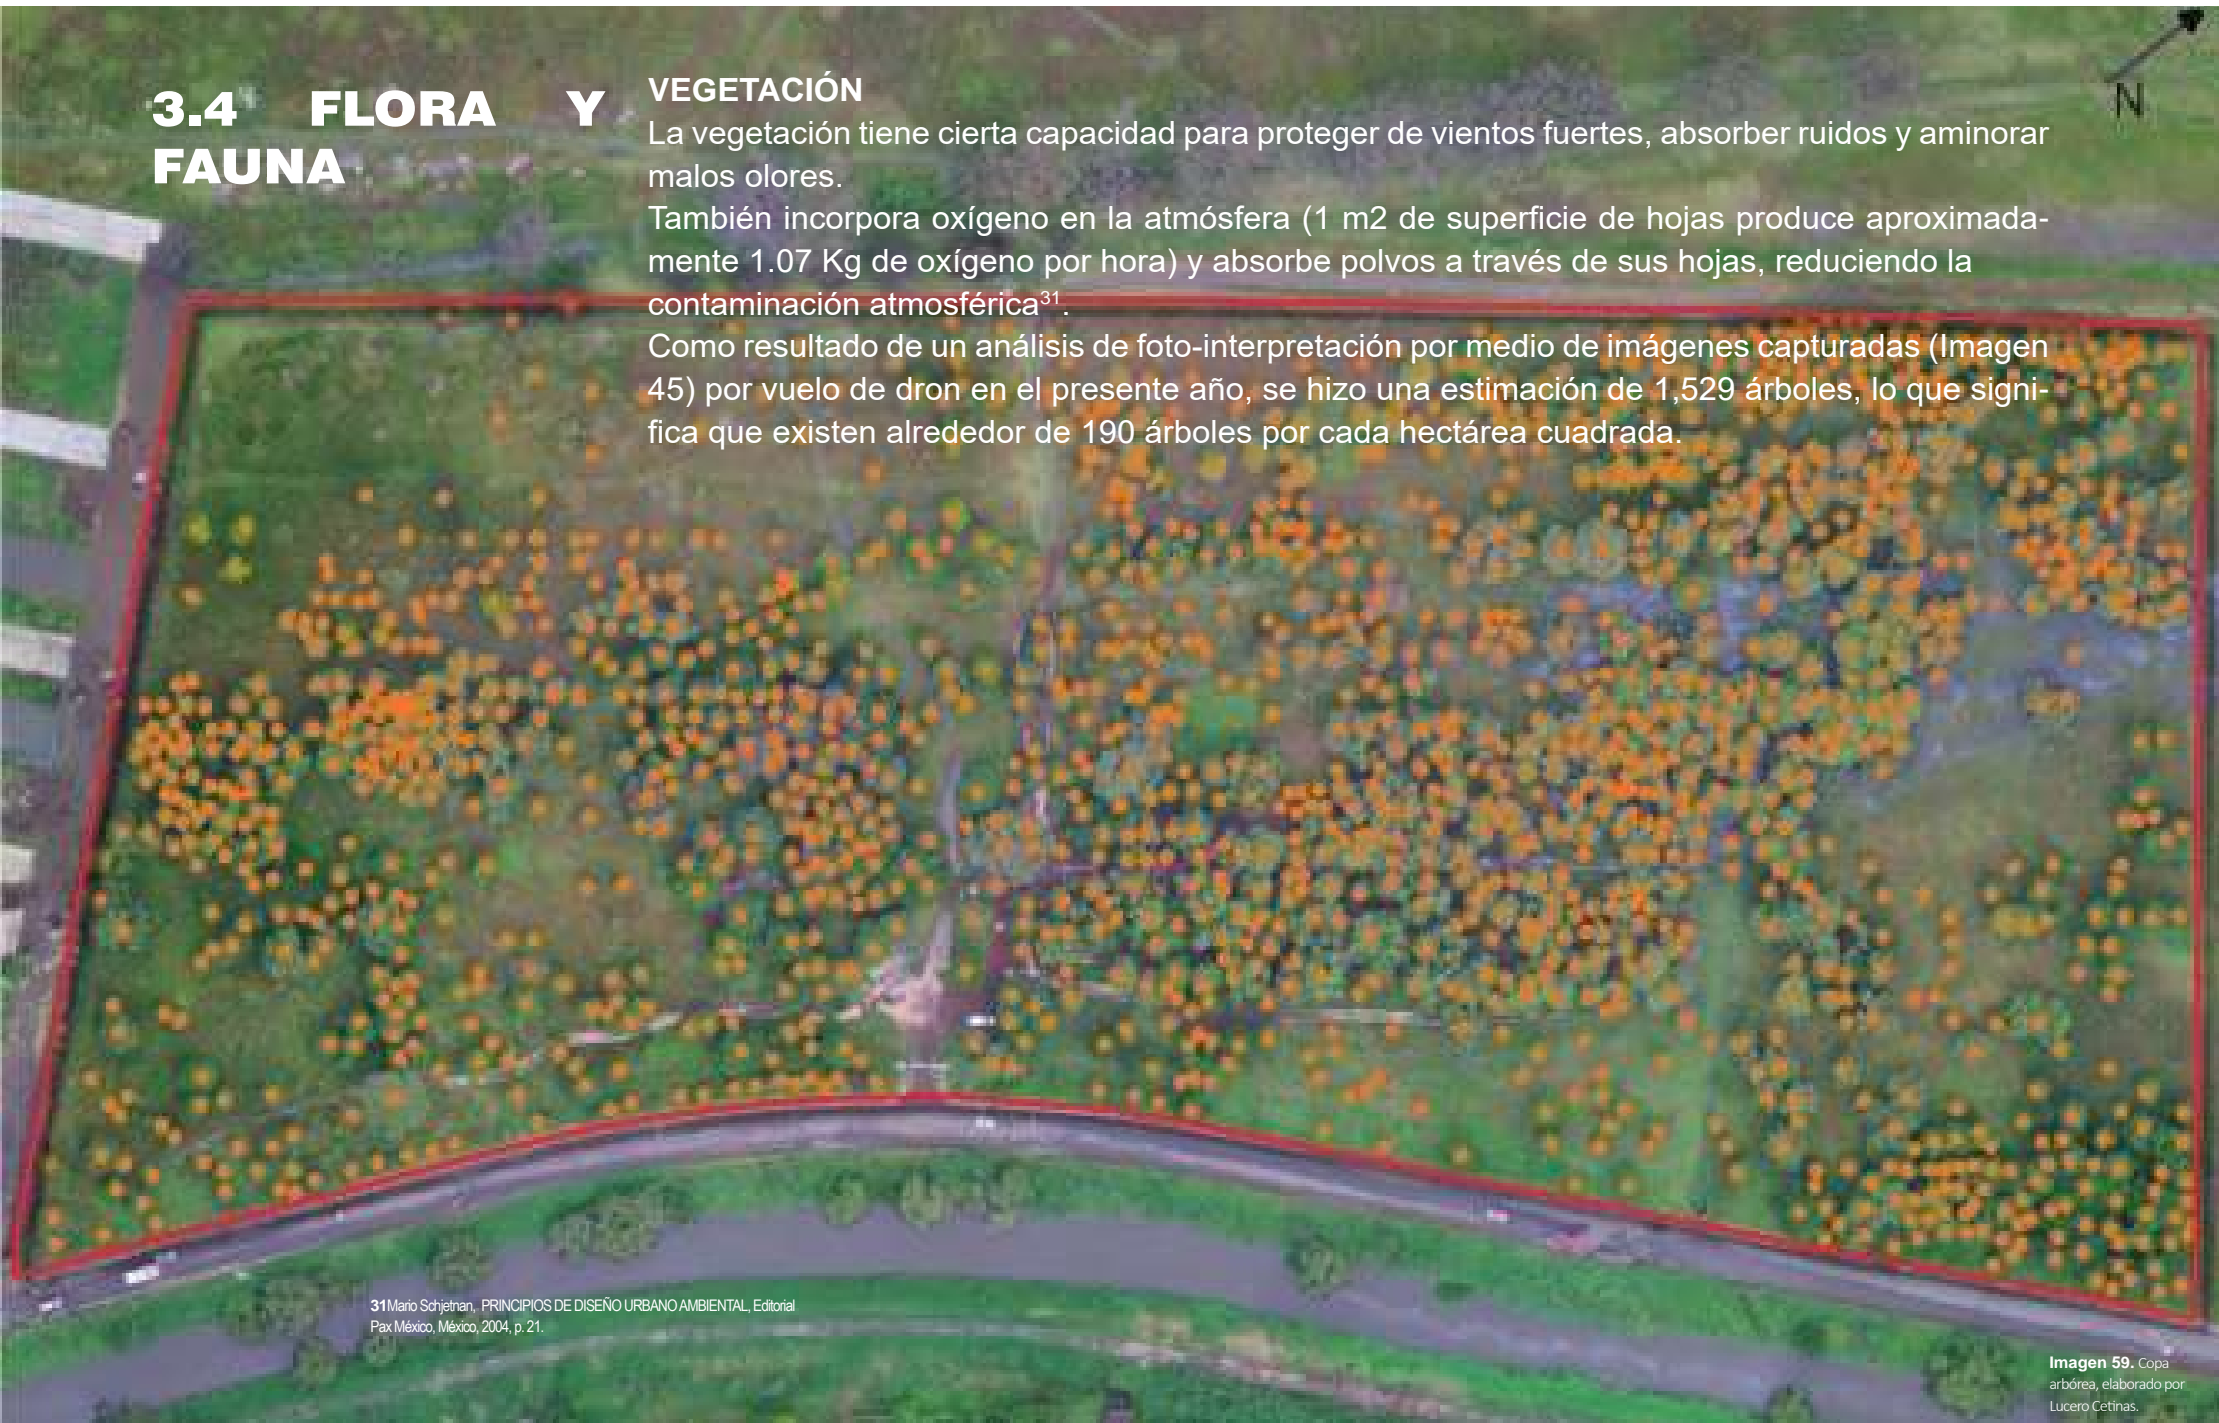 3.4 FLORA Y
FAUNA
VEGETACIÓN
La vegetación tiene cierta capacidad para proteger de vientos fuertes, absorber ruidos y aminorar
malos olores.
También incorpora oxígeno en la atmósfera (1 m2 de superficie de hojas produce aproximada-
mente 1.07 Kg de oxígeno por hora) y absorbe polvos a través de sus hojas, reduciendo la
contaminación atmosférica31.
Como resultado de un análisis de foto-interpretación por medio de imágenes capturadas (Imagen
45) por vuelo de dron en el presente año, se hizo una estimación de 1,529 árboles, lo que signi-
fica que existen alrededor de 190 árboles por cada hectárea cuadrada.
N
31Mario Schjetnan, PRINCIPIOS DE DISEÑO URBANO AMBIENTAL, Editorial
Pax México, México, 2004, p. 21.
Imagen 59. Copa
arbórea, elaborado por
Lucero Cetinas.